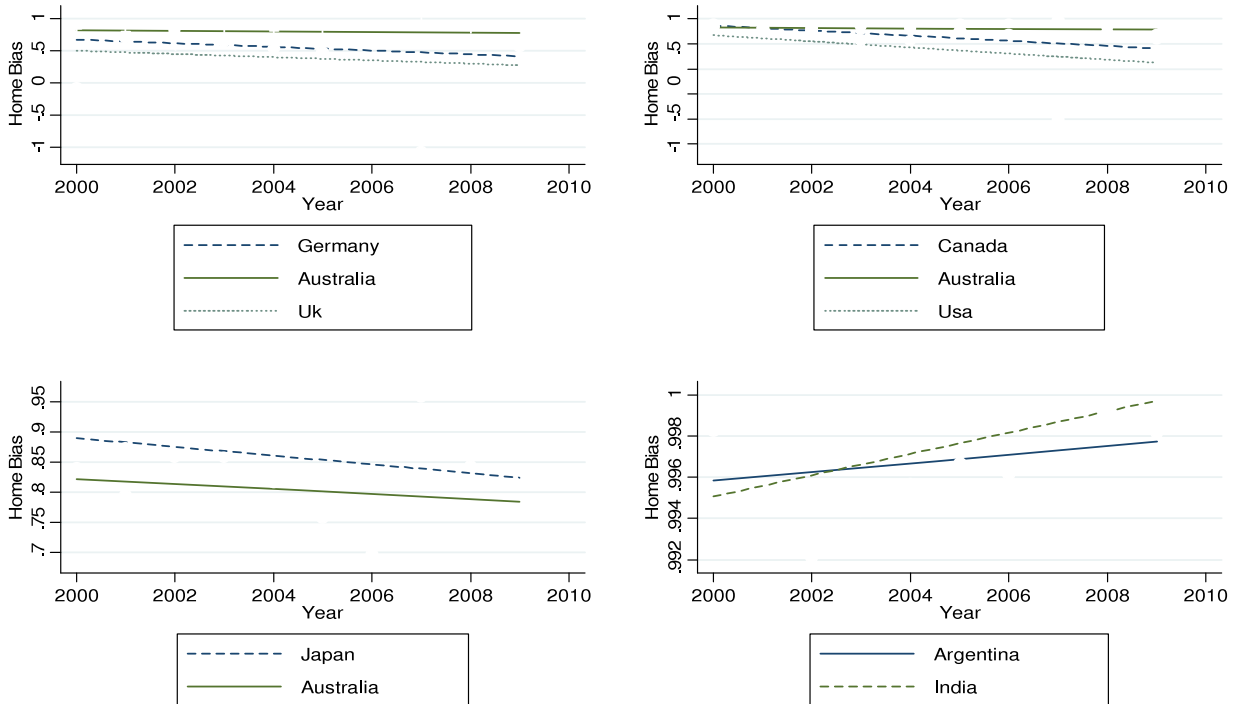 Home Bias
1
.5
0
-.5
-1
2000 2002 2004 2006 2008 2010
Year
Germany
Australia
Uk
Home Bias
1
.5
0
-.5
-1
2000 2002 2004 2006 2008 2010
Year
Canada
Australia
Usa
Home Bias
.95
.9
.85
.8
.75
.7
2000 2002 2004 2006 2008 2010
Year
Japan
Australia
Home Bias
1
.998
.996
.994
.992
2000 2002 2004 2006 2008 2010
Year
Argentina
India